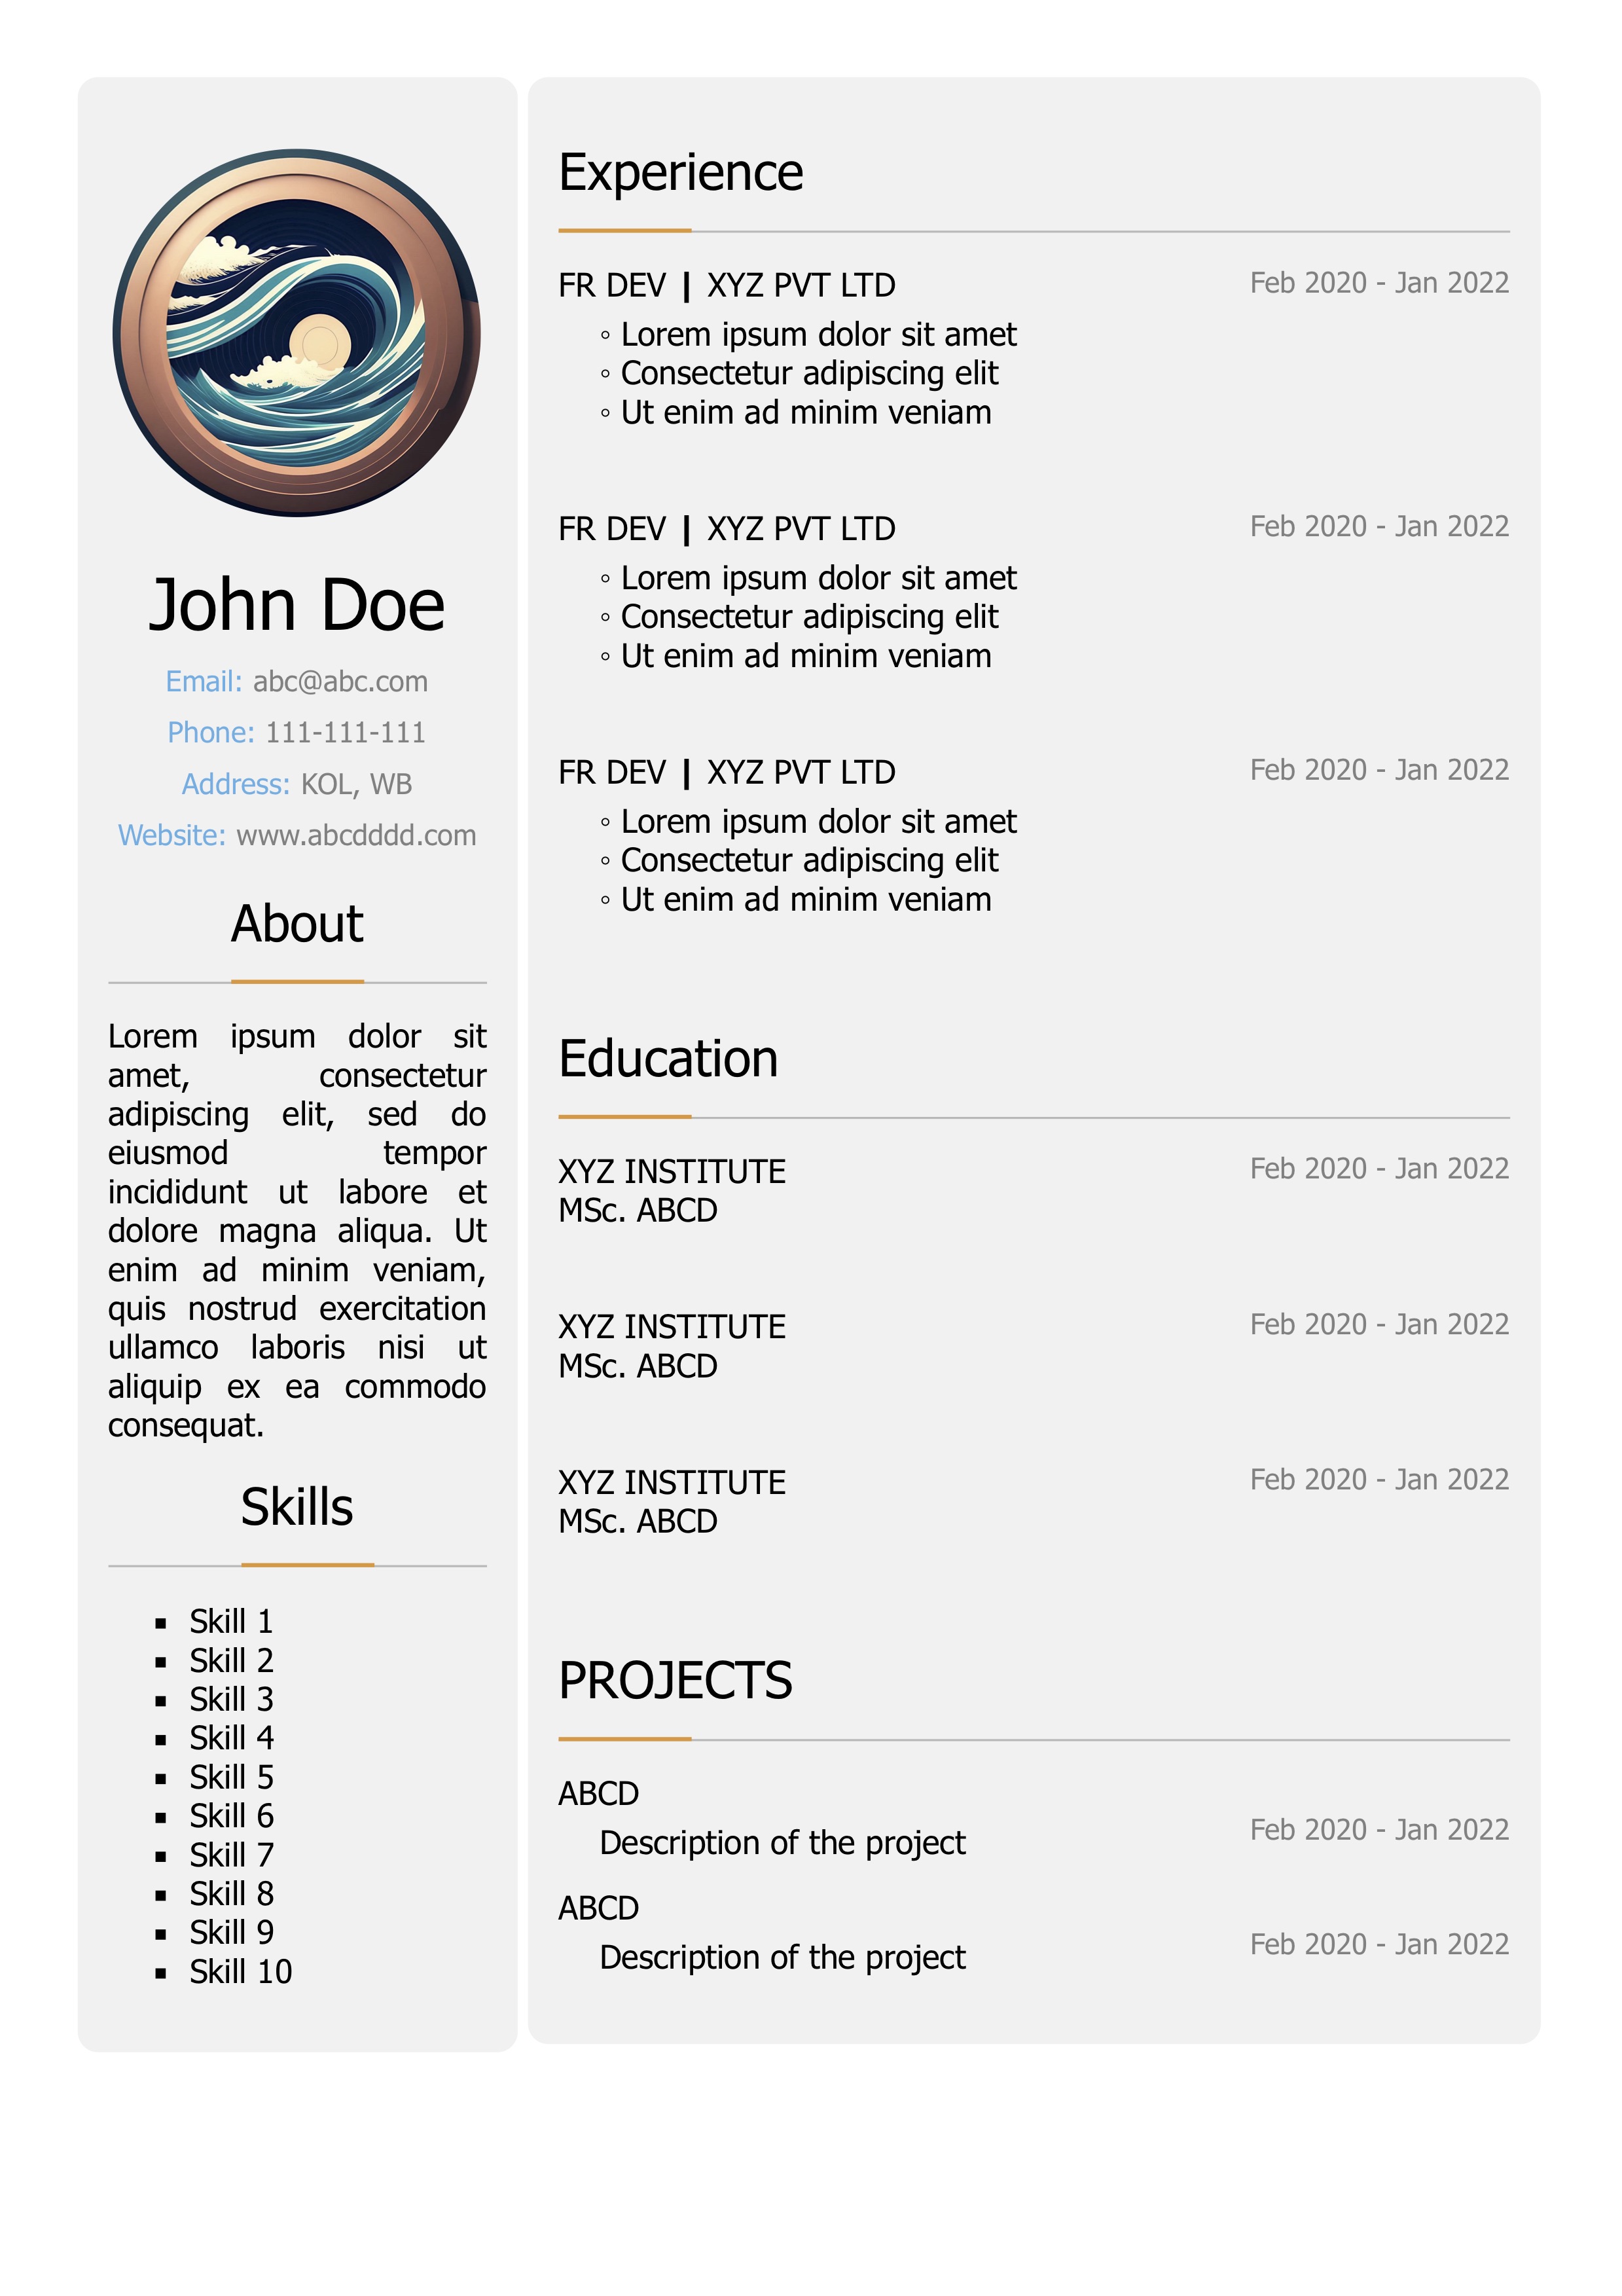 John Doe
Email: abc@abc.com
Phone: 111-111-111
Address: KOL, WB
Website: www.abcdddd.com
About
Lorem ipsum dolor sit
amet, consectetur
adipiscing elit, sed do
eiusmod tempor
incididunt ut labore et
dolore magna aliqua. Ut
enim ad minim veniam,
quis nostrud exercitation
ullamco laboris nisi ut
aliquip ex ea commodo
consequat.
Skills
▪ Skill 1
▪ Skill 2
▪ Skill 3
▪ Skill 4
▪ Skill 5
▪ Skill 6
▪ Skill 7
▪ Skill 8
▪ Skill 9
▪ Skill 10
Experience
FR DEV | XYZ PVT LTD Feb 2020 - Jan 2022
◦ Lorem ipsum dolor sit amet
◦ Consectetur adipiscing elit
◦ Ut enim ad minim veniam
FR DEV | XYZ PVT LTD Feb 2020 - Jan 2022
◦ Lorem ipsum dolor sit amet
◦ Consectetur adipiscing elit
◦ Ut enim ad minim veniam
FR DEV | XYZ PVT LTD Feb 2020 - Jan 2022
◦ Lorem ipsum dolor sit amet
◦ Consectetur adipiscing elit
◦ Ut enim ad minim veniam
Education
XYZ INSTITUTE Feb 2020 - Jan 2022
MSc. ABCD
XYZ INSTITUTE Feb 2020 - Jan 2022
MSc. ABCD
XYZ INSTITUTE Feb 2020 - Jan 2022
MSc. ABCD
PROJECTS
ABCD
Description of the project Feb 2020 - Jan 2022
ABCD
Description of the project Feb 2020 - Jan 2022